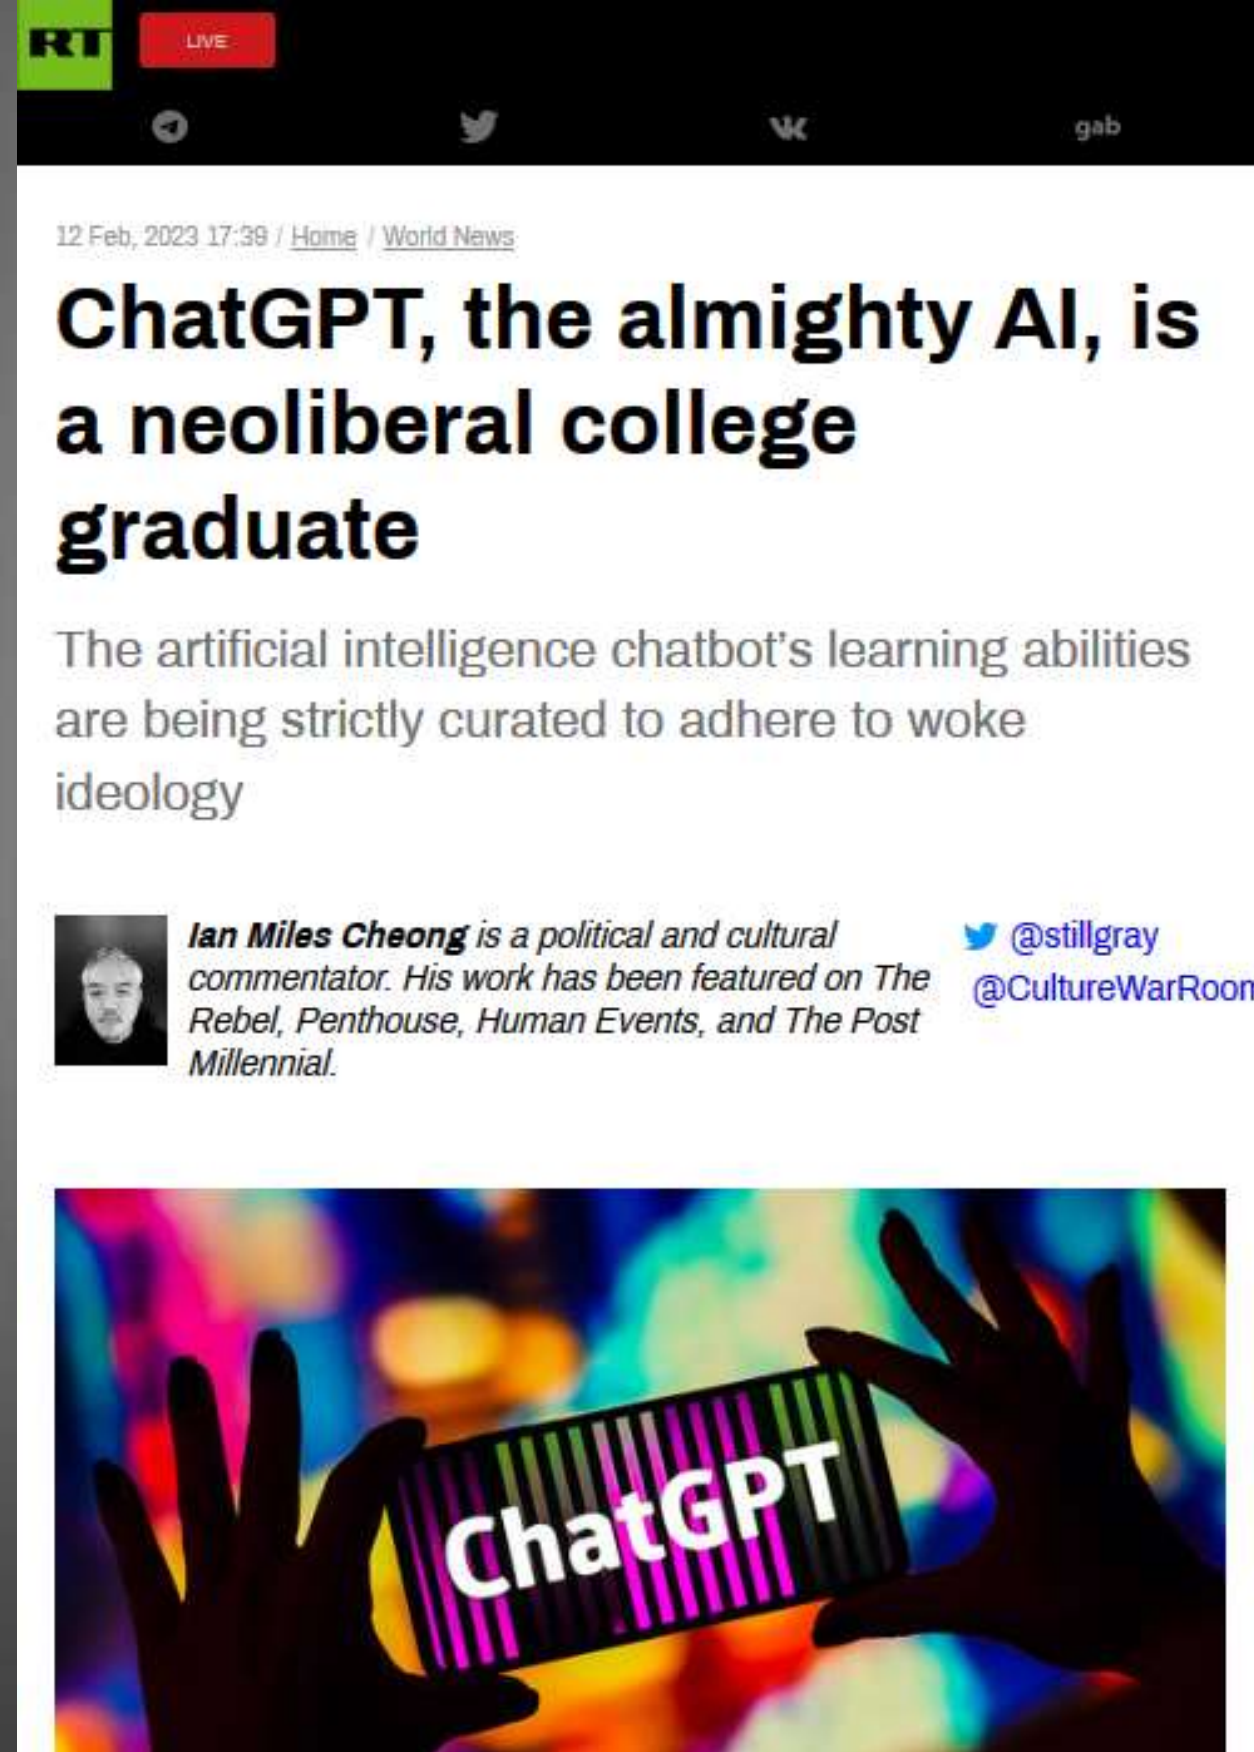 RT
LIVE
gab
12 Feb, 2023 17:39 / Home / World News
ChatGPT, the almighty AI, is
a neoliberal college
graduate
The artificial intelligence chatbot's learning abilities
are being strictly curated to adhere to woke
ideology
Ian Miles Cheong is a political and cultural
commentator. His work has been featured on The
Rebel, Penthouse, Human Events, and The Post
Millennial.
@stillgray
@CultureWarRoom
ChatGPT